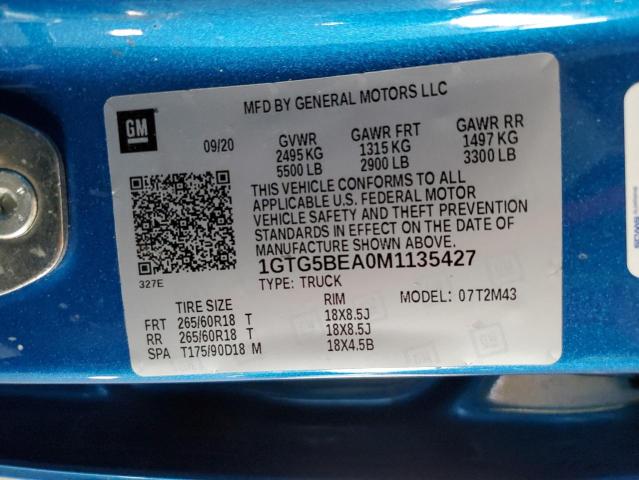 MFD BY GENERAL MOTORS LLC
GM
09/20 GVWR GAWR FRT GAWR RR
2495 KG 1315 KG 1497 KG
5500 LB 2900 LB 3300 LB
THIS VEHICLE CONFORMS TO ALL
APPLICABLE U.S. FEDERAL MOTOR
VEHICLE SAFETY AND THEFT PREVENTION
STANDARDS IN EFFECT ON THE DATE OF
MANUFACTURE SHOWN ABOVE.
327E
1GTG5BEA0M1135427
TYPE: TRUCK MODEL: 07T2M43
TIRE SIZE RIM
FRT 265/60R18 T 18X8.5J
RR 265/60R18 T 18X8.5J
SPA T175/90D18 M 18X4.5B